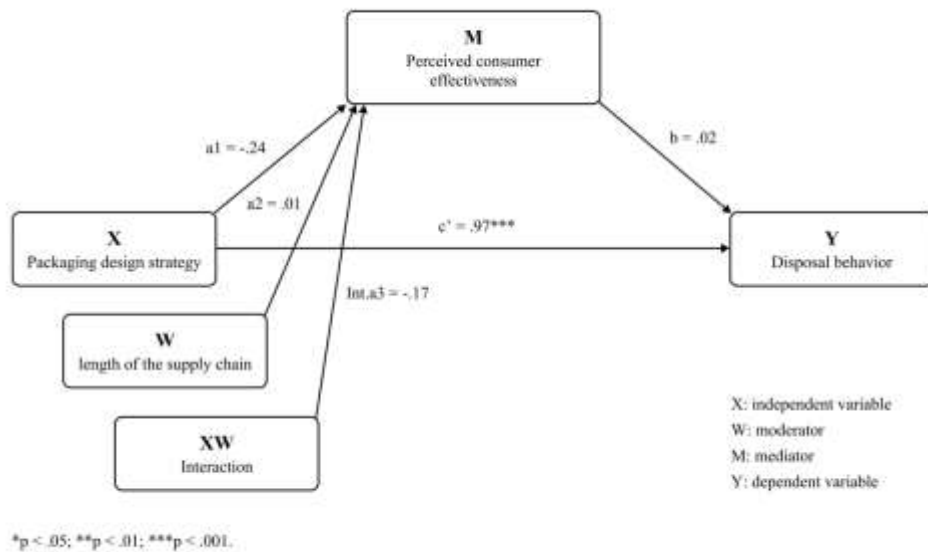 M
Perceived consumer
effectiveness
a1 = -.24
b = .02
a2 = .01
c' = .97***
X
Packaging design strategy
Y
Disposal behavior
Int.a3 = -.17
W
length of the supply chain
XW
Interaction
X: independent variable
W: moderator
M: mediator
Y: dependent variable
*p < .05; **p < .01; ***p < .001.